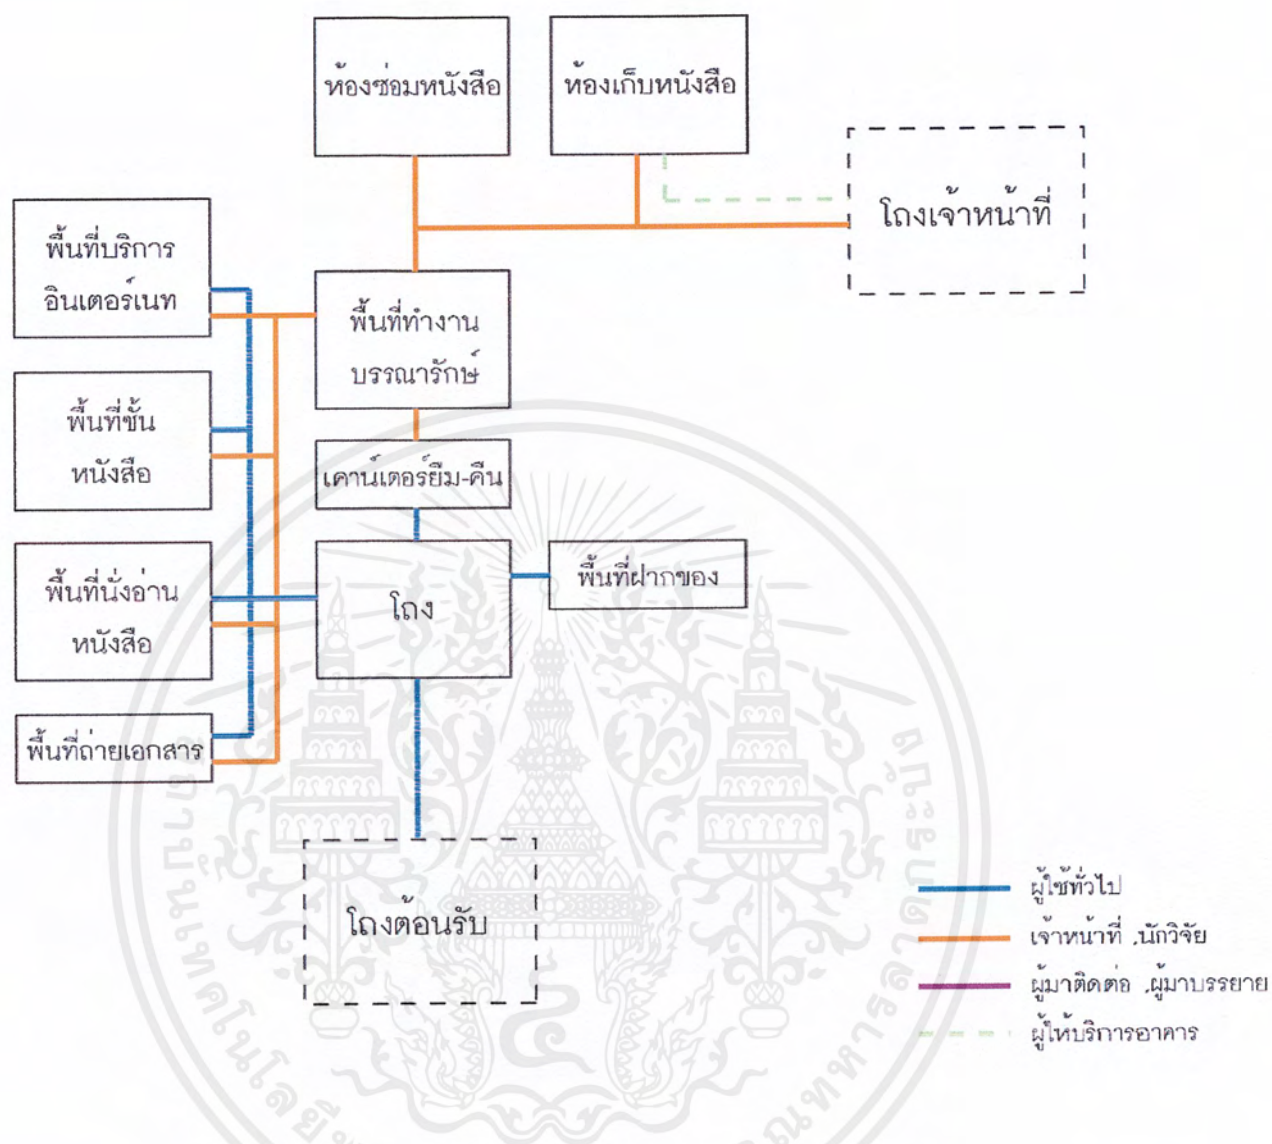 ห้องซ่อมหนังสือ
ห้องเก็บหนังสือ
โถงเจ้าหน้าที่
พื้นที่บริการ
อินเตอร์เนท
พื้นที่ทำงาน
บรรณารักษ์
พื้นที่ชั้น
หนังสือ
เคาน์เตอร์ยืม-คืน
พื้นที่นั่งอ่าน
หนังสือ
โถง
พื้นที่ฝากของ
พื้นที่ถ่ายเอกสาร
โถงต้อนรับ
ผู้ใช้ทั่วไป
เจ้าหน้าที่ ,นักวิจัย
ผู้มาติดต่อ ,ผู้มาบรรยาย
ผู้ให้บริการอาคาร